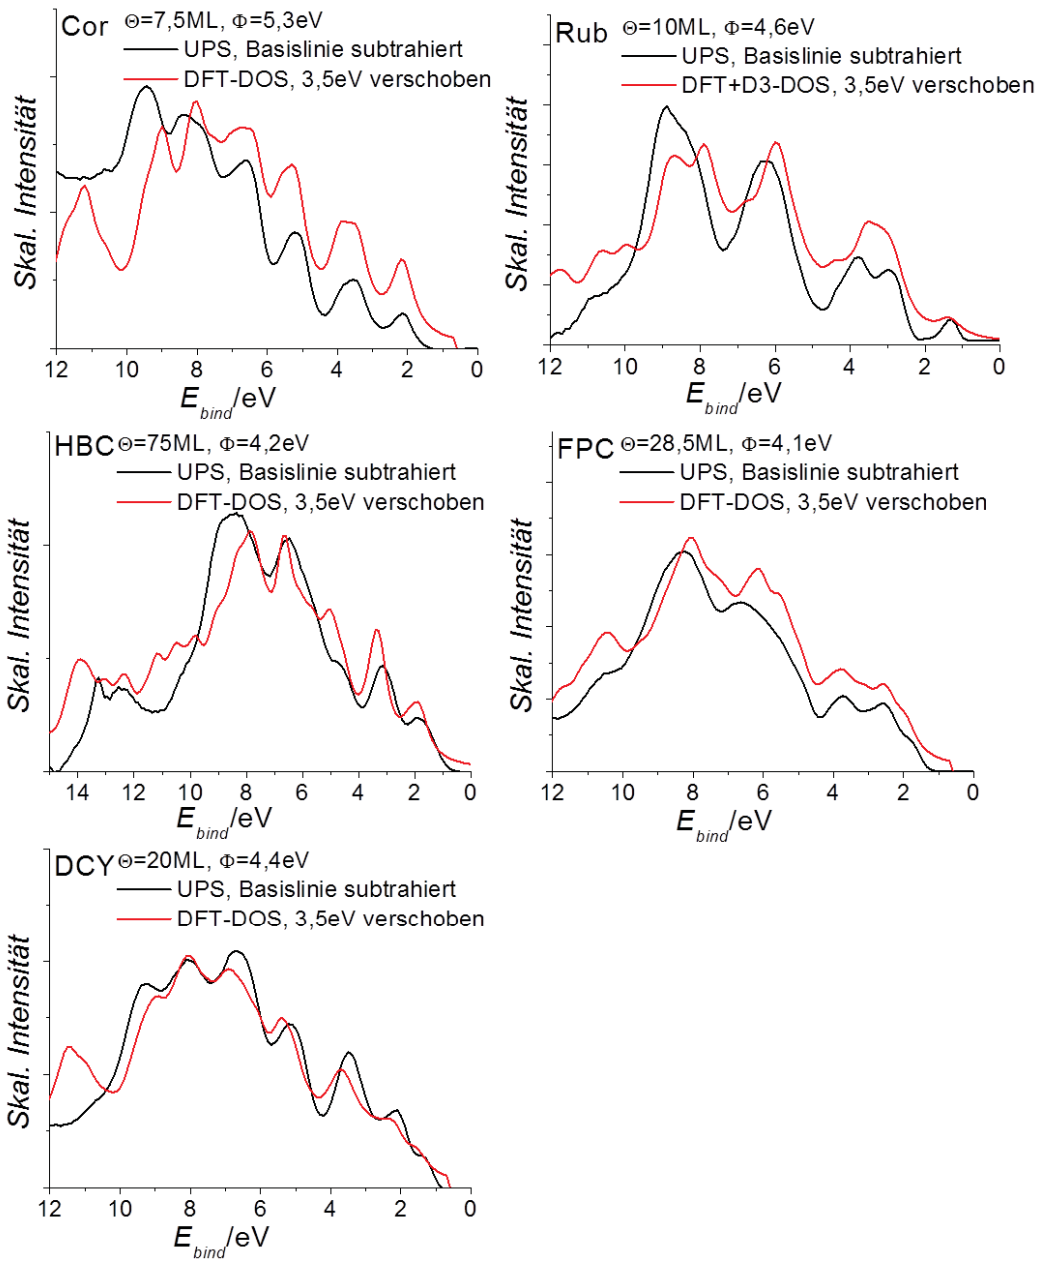 Cor Θ=7,5ML, Φ=5,3eV
UPS, Basislinie subtrahiert
DFT-DOS, 3,5eV verschoben
Skal. Intensität
12 10 8 6 4 2 0
E_bind/eV
Rub Θ=10ML, Φ=4,6eV
UPS, Basislinie subtrahiert
DFT+D3-DOS, 3,5eV verschoben
Skal. Intensität
12 10 8 6 4 2 0
E_bind/eV
HBC Θ=75ML, Φ=4,2eV
UPS, Basislinie subtrahiert
DFT-DOS, 3,5eV verschoben
Skal. Intensität
14 12 10 8 6 4 2 0
E_bind/eV
FPC Θ=28,5ML, Φ=4,1eV
UPS, Basislinie subtrahiert
DFT-DOS, 3,5eV verschoben
Skal. Intensität
12 10 8 6 4 2 0
E_bind/eV
DCY Θ=20ML, Φ=4,4eV
UPS, Basislinie subtrahiert
DFT-DOS, 3,5eV verschoben
Skal. Intensität
12 10 8 6 4 2 0
E_bind/eV